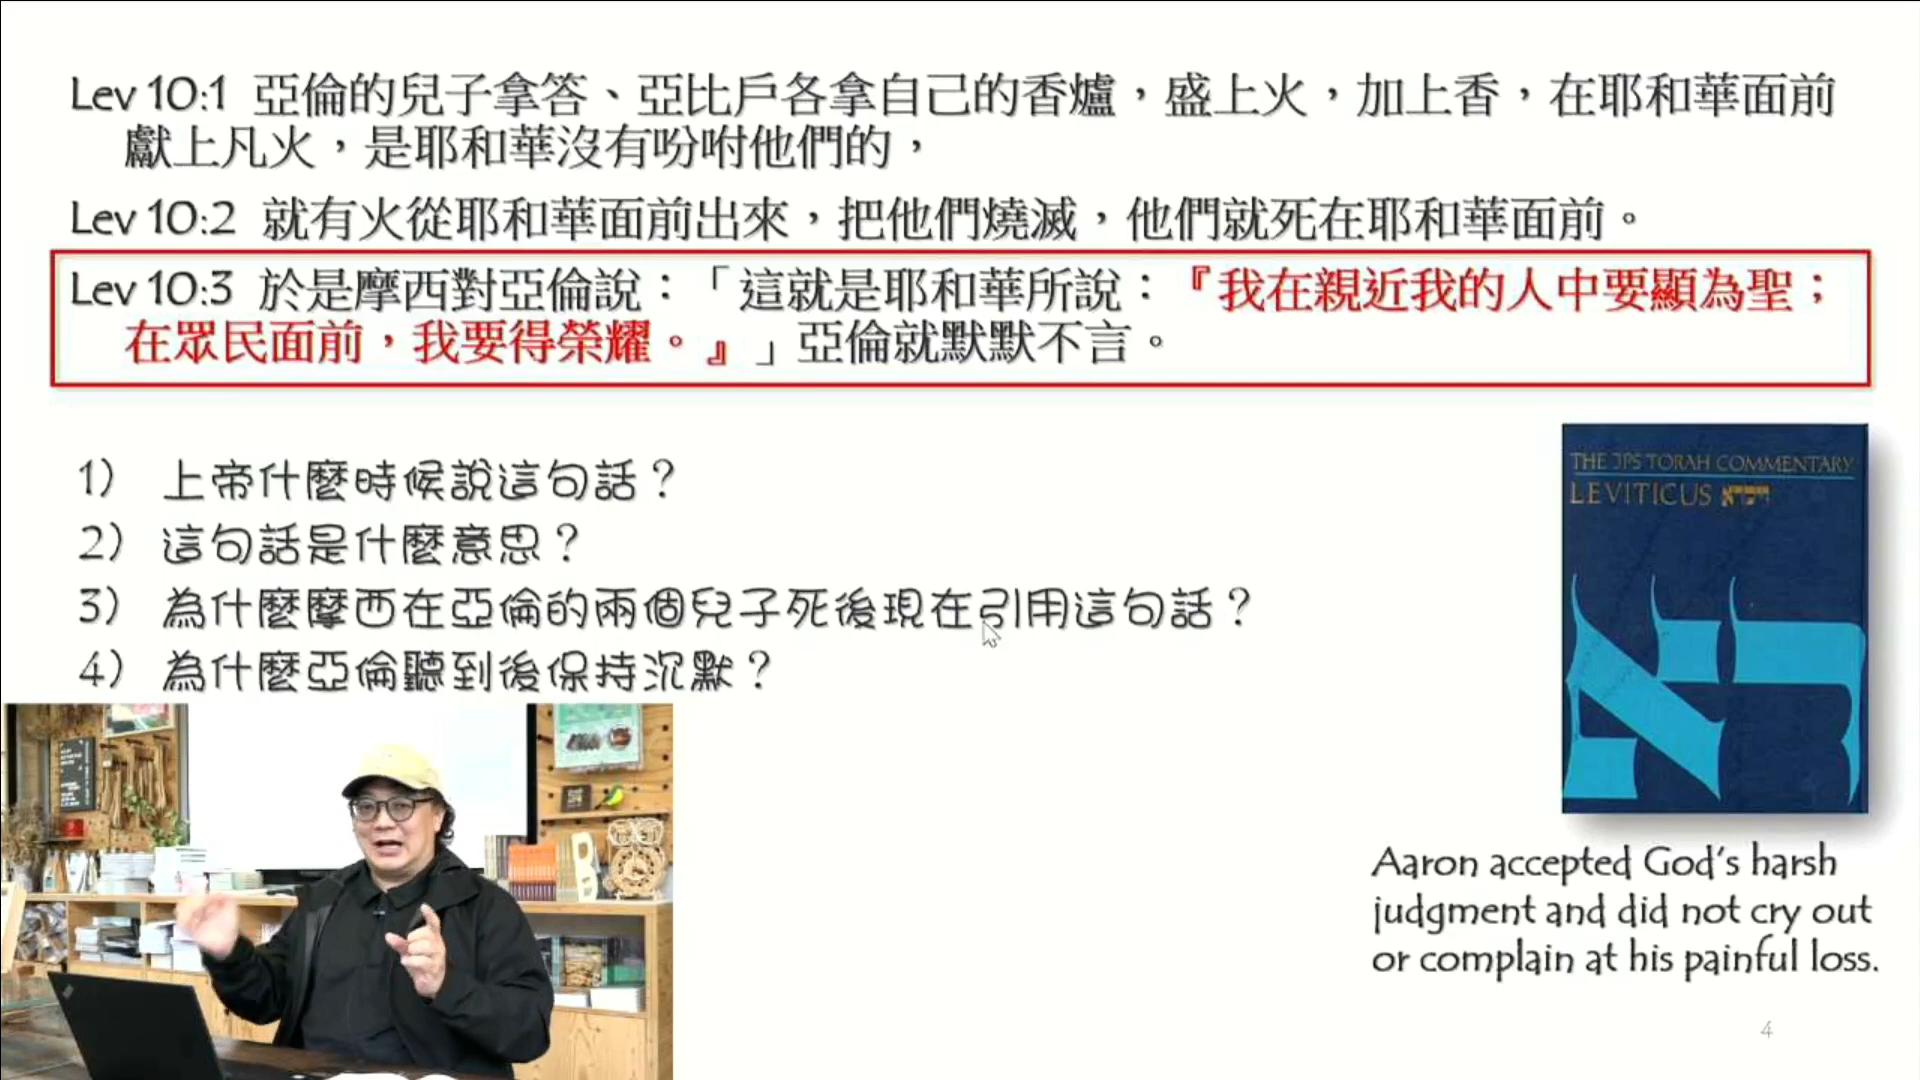 Lev 10:1 亞倫的兒子拿答、亞比戶各拿自己的香爐，盛上火，加上香，在耶和華面前
獻上凡火，是耶和華沒有吩咐他們的，
Lev 10:2 就有火從耶和華面前出來，把他們燒滅，他們就死在耶和華面前。
Lev 10:3 於是摩西對亞倫說：「這就是耶和華所說：『我在親近我的人中要顯為聖；
在眾民面前，我要得榮耀。』」亞倫就默默不言。
1) 上帝什麼時候說這句話？
2) 這句話是什麼意思？
3) 為什麼摩西在亞倫的兩個兒子死後現在引用這句話？
4) 為什麼亞倫聽到後保持沉默？
THE JPS TORAH COMMENTARY
LEVITICUS ויקרא
Aaron accepted God's harsh
judgment and did not cry out
or complain at his painful loss.
4